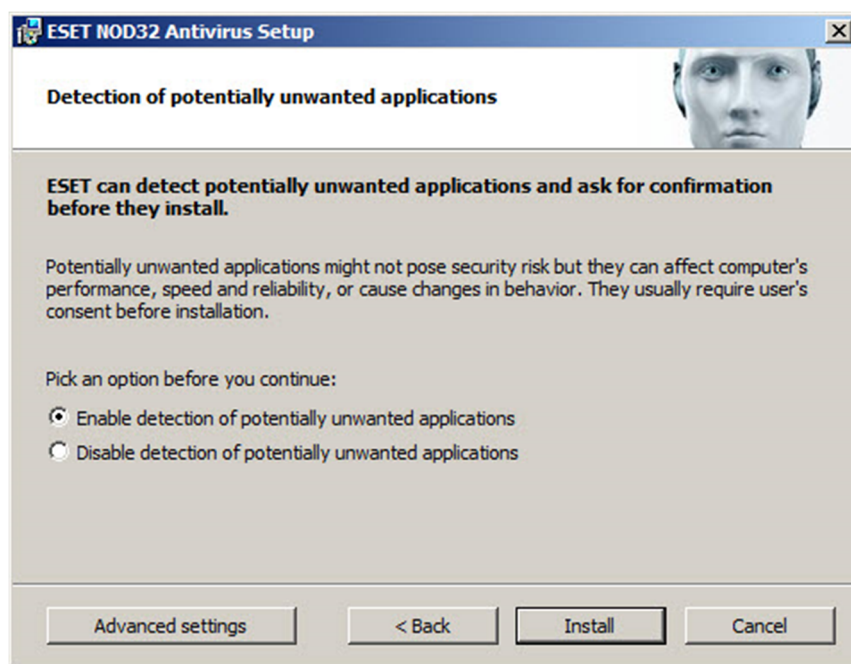 ESET NOD32 Antivirus Setup
Detection of potentially unwanted applications
ESET can detect potentially unwanted applications and ask for confirmation
before they install.
Potentially unwanted applications might not pose security risk but they can affect computer's
performance, speed and reliability, or cause changes in behavior. They usually require user's
consent before installation.
Pick an option before you continue:
Enable detection of potentially unwanted applications
Disable detection of potentially unwanted applications
Advanced settings
< Back
Install
Cancel